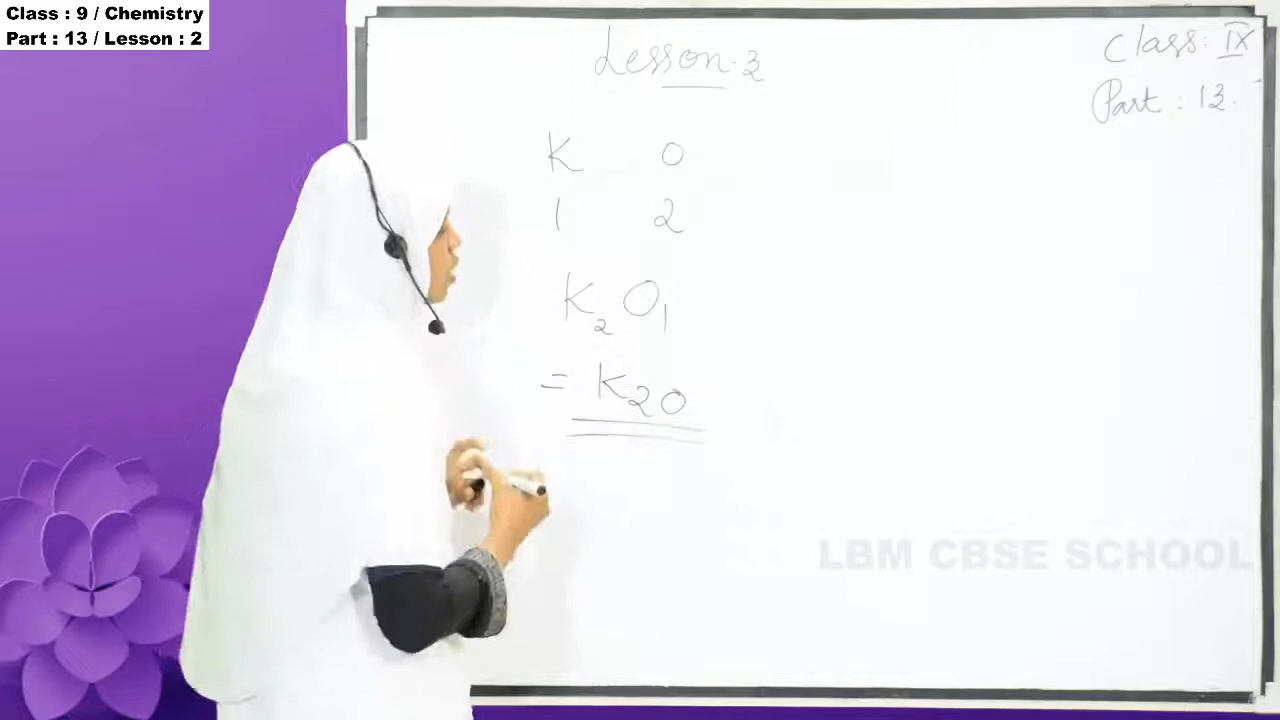 Class : 9 / Chemistry
Part : 13 / Lesson : 2
Lesson.2
Class: IX
Part : 13.
K O
1 2
K₂O₁
= K₂O
LBM CBSE SCHOOL